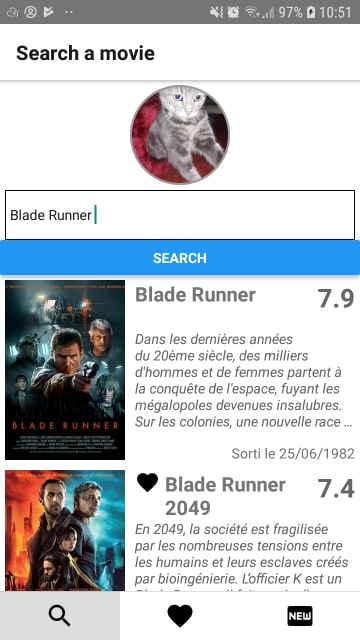 97% 10:51
Search a movie
Blade Runner
SEARCH
Blade Runner 7.9
Dans les dernières années
du 20ème siècle, des milliers
d'hommes et de femmes partent à
la conquête de l'espace, fuyant les
mégalopoles devenues insalubres.
Sur les colonies, une nouvelle race ...
Sorti le 25/06/1982
BLADE RUNNER
Blade Runner 7.4
2049
En 2049, la société est fragilisée
par les nombreuses tensions entre
les humains et leurs esclaves créés
par bioingénierie. L'officier K est un
NEW